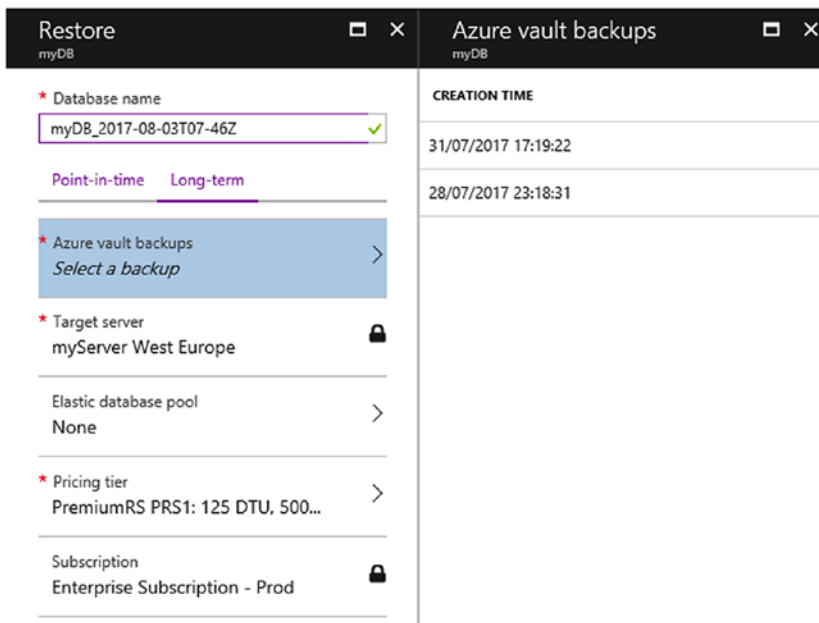 Restore
myDB
* Database name
myDB_2017-08-03T07-46Z
Point-in-time Long-term
* Azure vault backups
Select a backup
* Target server
myServer West Europe
Elastic database pool
None
* Pricing tier
PremiumRS PRS1: 125 DTU, 500...
Subscription
Enterprise Subscription - Prod
Azure vault backups
myDB
CREATION TIME
31/07/2017 17:19:22
28/07/2017 23:18:31